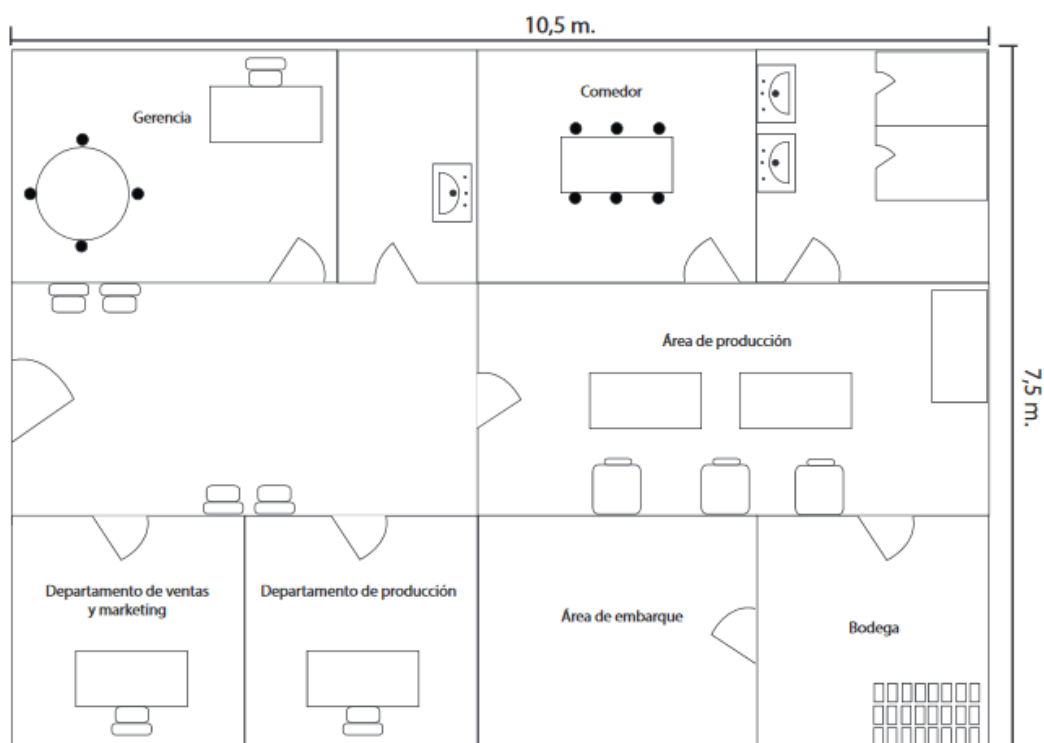 10,5 m.
Gerencia
Comedor
Área de producción
7,5 m.
Departamento de ventas
y marketing
Departamento de producción
Área de embarque
Bodega